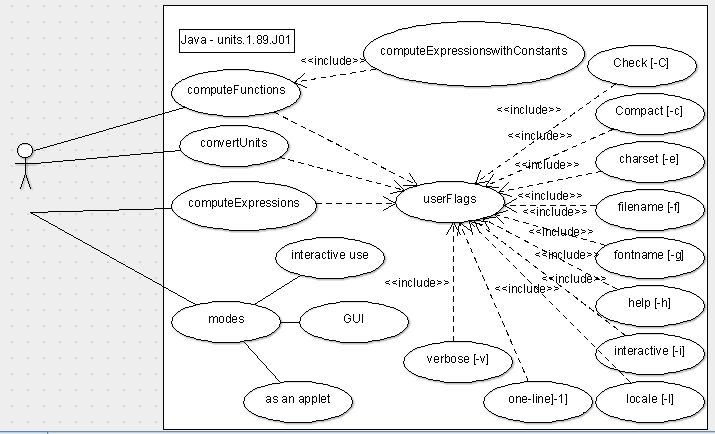 Java - units.1.89.J01
computeExpressionswithConstants
<<include>>
Check [-C]
computeFunctions
<<include>>
Compact [-c]
<<include>>
convertUnits
<<include>>
charset [-e]
computeExpressions
userFlags
<<include>>
filename [-f]
<<include>>
interactive use
<<include>>
fontname [-g]
<<include>>
<<include>>
<<include>>
help [-h]
modes
GUI
verbose [-v]
interactive [-i]
as an applet
one-line]-1]
locale [-l]